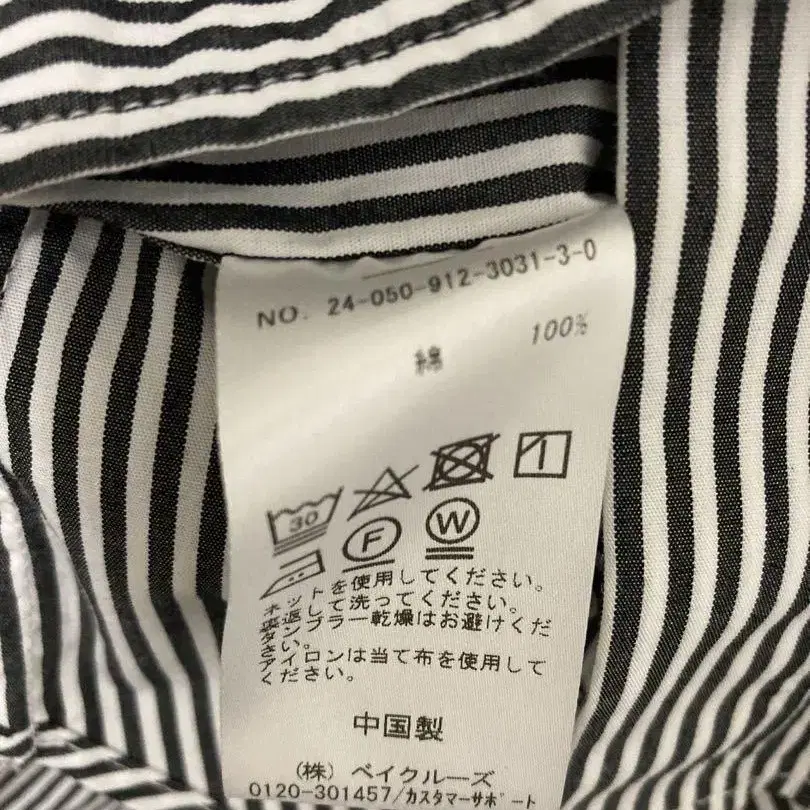 NO. 24-050-912-3031-3-0
綿 100%
30
F W
ネットを使用してください。
裏返して洗ってください。
タンブラー乾燥はお避けくだ
さい。
アイロンは当て布を使用して
ください。
中国製
(株) ベイクルーズ
0120-301457/カスタマーサポート